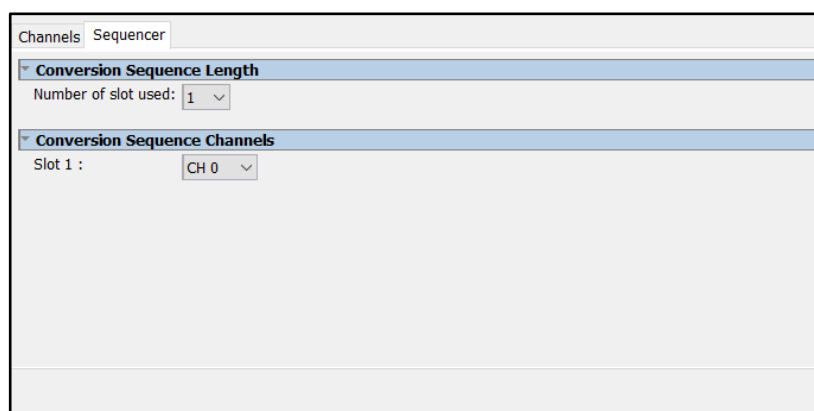 Channels Sequencer
Conversion Sequence Length
Number of slot used: 1
Conversion Sequence Channels
Slot 1 : CH 0